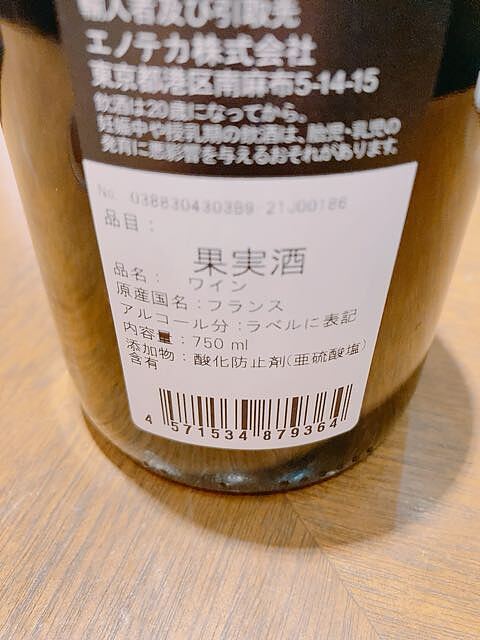 輸入者及び引取先
エノテカ株式会社
東京都港区南麻布5-14-15
飲酒は20歳になってから。
妊娠中や授乳期の飲酒は、胎児・乳児の
発育に悪影響を与えるおそれがあります。
No. 0388304303B9-21J00186
品目：
果実酒
品名： ワイン
原産国名：フランス
アルコール分：ラベルに表記
内容量：750 ml
添加物：酸化防止剤(亜硫酸塩)
含有
4 571534 879364